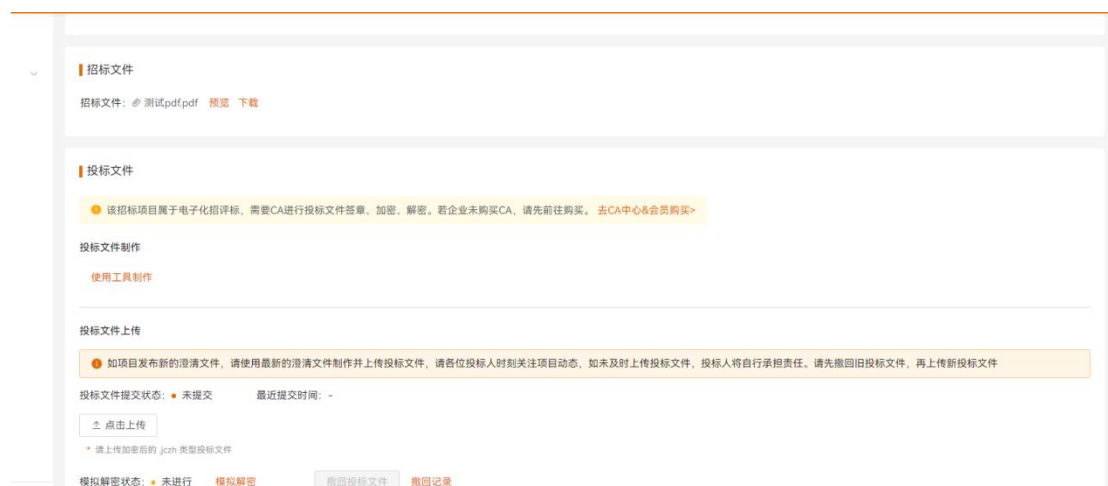 招标文件
招标文件: 测试pdf.pdf 预览 下载
投标文件
该招标项目属于电子化招评标, 需要CA进行投标文件签章、加密、解密。若企业未购买CA, 请先前往购买。 去CA中心&会员购买>
投标文件制作
使用工具制作
投标文件上传
如项目发布新的澄清文件, 请使用最新的澄清文件制作并上传投标文件, 请各位投标人时刻关注项目动态, 如未及时上传投标文件, 投标人将自行承担责任。请先撤回旧投标文件, 再上传新投标文件
投标文件提交状态: 未提交 最近提交时间: -
点击上传
* 请上传加密后的 .jczh 类型投标文件
模拟解密状态: 未进行 模拟解密 撤回投标文件 撤回记录